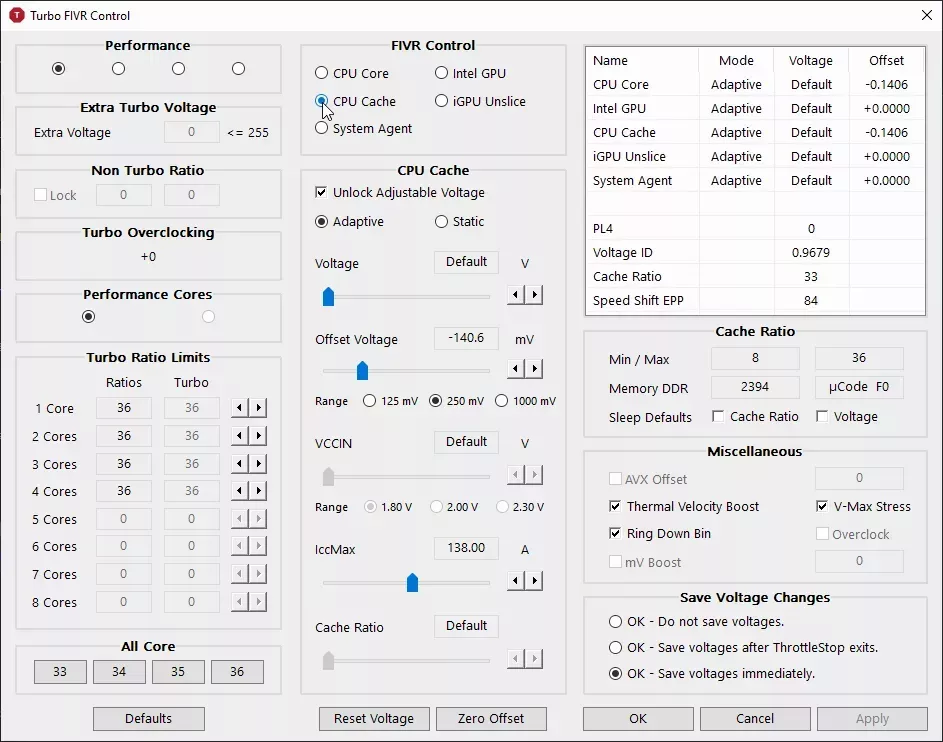 Turbo FIVR Control
Performance
Extra Turbo Voltage
Extra Voltage 0 <= 255
Non Turbo Ratio
Lock 0 0
Turbo Overclocking
+0
Performance Cores
Turbo Ratio Limits
Ratios Turbo
1 Core 36 36
2 Cores 36 36
3 Cores 36 36
4 Cores 36 36
5 Cores 0 0
6 Cores 0 0
7 Cores 0 0
8 Cores 0 0
All Core
33 34 35 36
Defaults
FIVR Control
CPU Core Intel GPU
CPU Cache iGPU Unslice
System Agent
CPU Cache
Unlock Adjustable Voltage
Adaptive Static
Voltage Default V
Offset Voltage -140.6 mV
Range 125 mV 250 mV 1000 mV
VCCIN Default V
Range 1.80 V 2.00 V 2.30 V
IccMax 138.00 A
Cache Ratio Default
Reset Voltage Zero Offset
Name Mode Voltage Offset
CPU Core Adaptive Default -0.1406
Intel GPU Adaptive Default +0.0000
CPU Cache Adaptive Default -0.1406
iGPU Unslice Adaptive Default +0.0000
System Agent Adaptive Default +0.0000
PL4 0
Voltage ID 0.9679
Cache Ratio 33
Speed Shift EPP 84
Cache Ratio
Min / Max 8 36
Memory DDR 2394 µCode F0
Sleep Defaults Cache Ratio Voltage
Miscellaneous
AVX Offset 0
Thermal Velocity Boost V-Max Stress
Ring Down Bin Overclock
mV Boost 0
Save Voltage Changes
OK - Do not save voltages.
OK - Save voltages after ThrottleStop exits.
OK - Save voltages immediately.
OK Cancel Apply